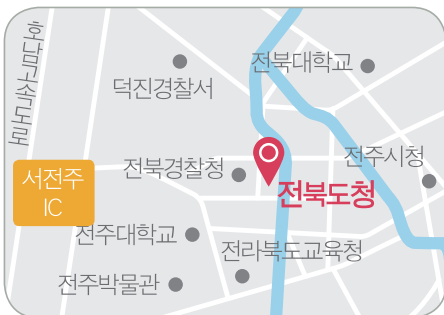 호남고속도로
전북대학교
덕진경찰서
전북경찰청
전주시청
서전주
IC
전북도청
전주대학교
전라북도교육청
전주박물관